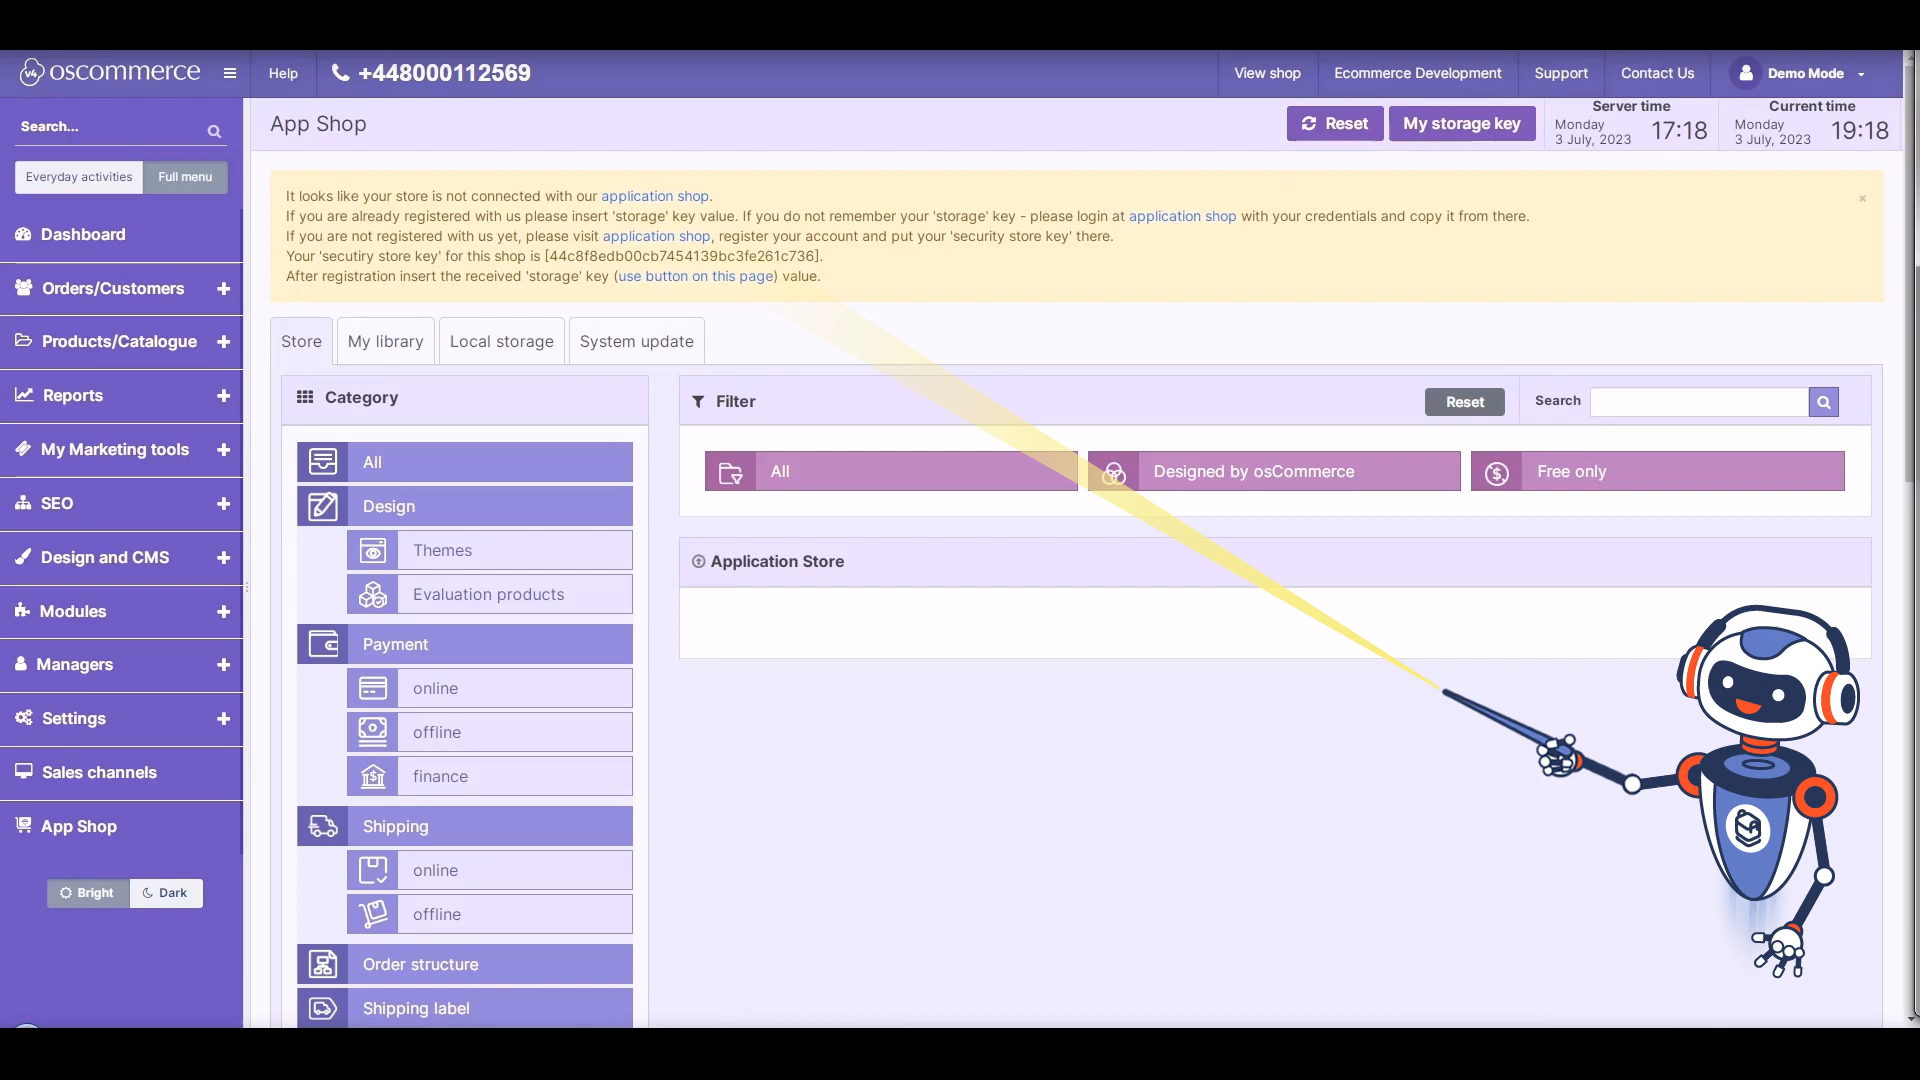 v4 oscommerce
Help
+448000112569
View shop
Ecommerce Development
Support
Contact Us
Demo Mode
App Shop
Reset
My storage key
Server time
Monday
3 July, 2023
17:18
Current time
Monday
3 July, 2023
19:18
Search...
Everyday activities
Full menu
Dashboard
Orders/Customers
Products/Catalogue
Reports
My Marketing tools
SEO
Design and CMS
Modules
Managers
Settings
Sales channels
App Shop
Bright
Dark
It looks like your store is not connected with our application shop.
If you are already registered with us please insert 'storage' key value. If you do not remember your 'storage' key - please login at application shop with your credentials and copy it from there.
If you are not registered with us yet, please visit application shop, register your account and put your 'security store key' there.
Your 'secutiry store key' for this shop is [44c8f8edb00cb7454139bc3fe261c736].
After registration insert the received 'storage' key (use button on this page) value.
Store
My library
Local storage
System update
Category
All
Design
Themes
Evaluation products
Payment
online
offline
finance
Shipping
online
offline
Order structure
Shipping label
Filter
Reset
Search
All
Designed by osCommerce
Free only
Application Store